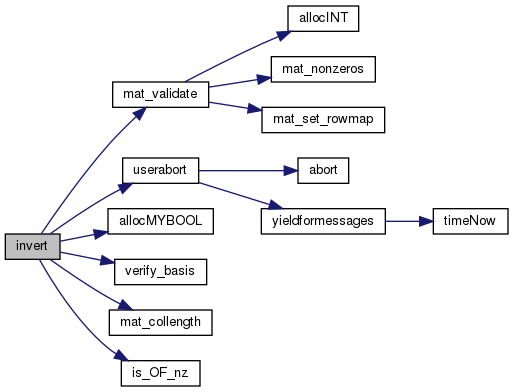 allocINT
mat_validate
mat_nonzeros
mat_set_rowmap
userabort
abort
allocMYBOOL
yieldformessages
timeNow
invert
verify_basis
mat_collength
is_OF_nz